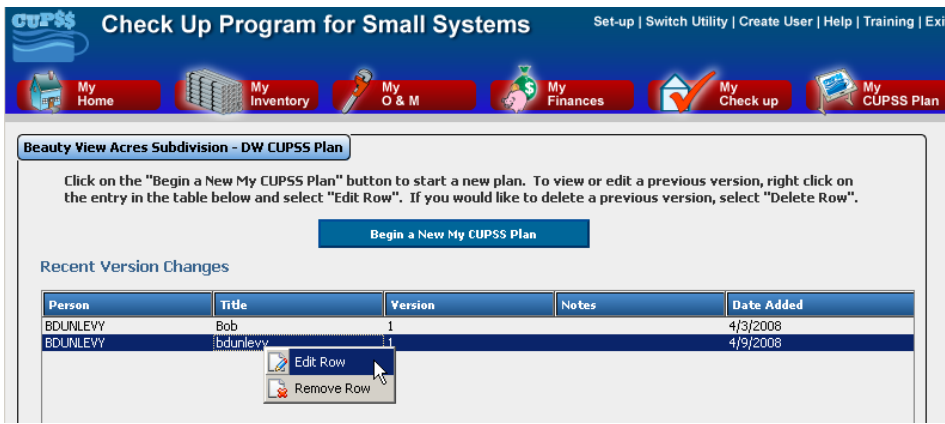 CUP$$
Check Up Program for Small Systems
Set-up | Switch Utility | Create User | Help | Training | Exi
My Home
My Inventory
My O & M
My Finances
My Check up
My CUPSS Plan
Beauty View Acres Subdivision - DW CUPSS Plan
Click on the "Begin a New My CUPSS Plan" button to start a new plan. To view or edit a previous version, right click on
the entry in the table below and select "Edit Row". If you would like to delete a previous version, select "Delete Row".
Begin a New My CUPSS Plan
Recent Version Changes
Person Title Version Notes Date Added
BDUNLEVY Bob 1 4/3/2008
BDUNLEVY bdunlevy 1 4/9/2008
Edit Row
Remove Row